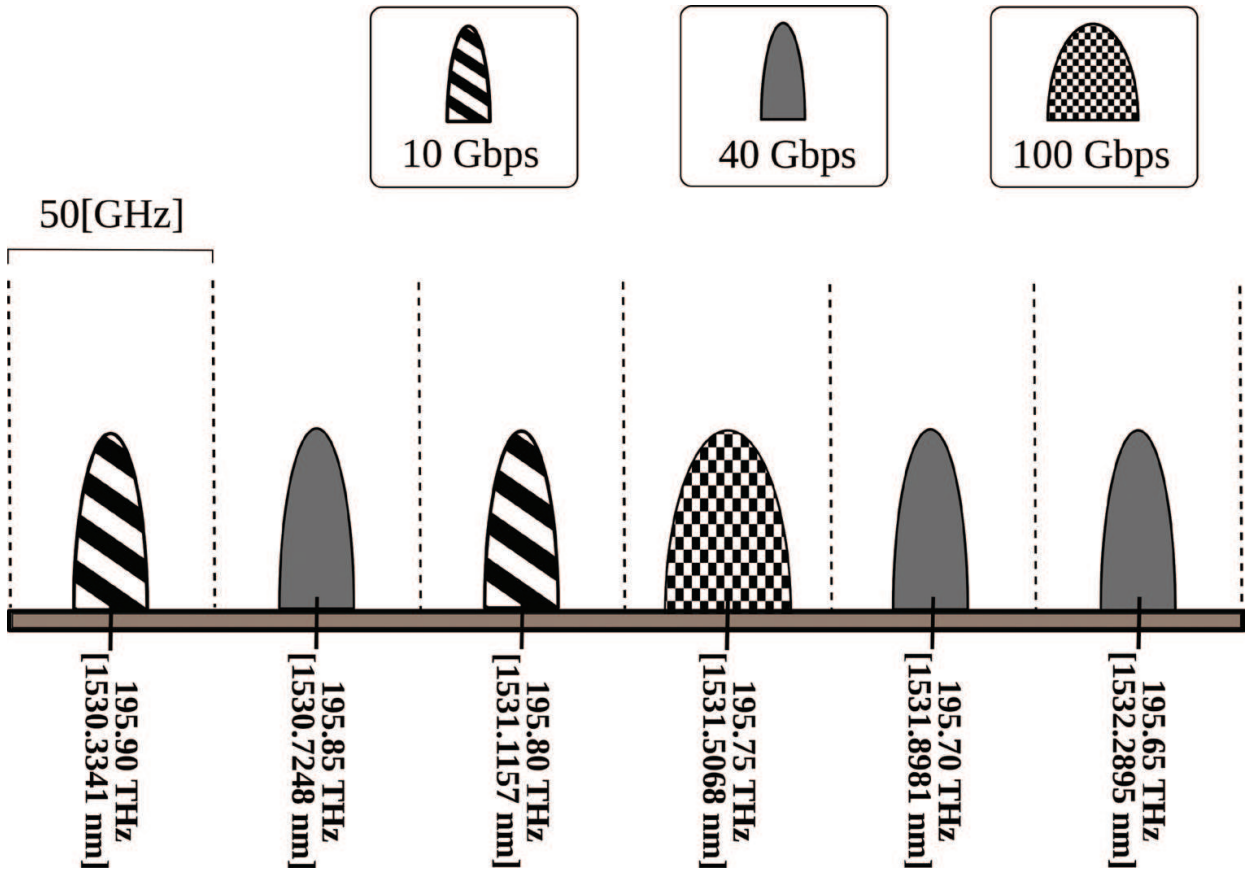 10 Gbps
40 Gbps
100 Gbps
50[GHz]
195.90 THz
[1530.3341 nm]
195.85 THz
[1530.7248 nm]
195.80 THz
[1531.1157 nm]
195.75 THz
[1531.5068 nm]
195.70 THz
[1531.8981 nm]
195.65 THz
[1532.2895 nm]